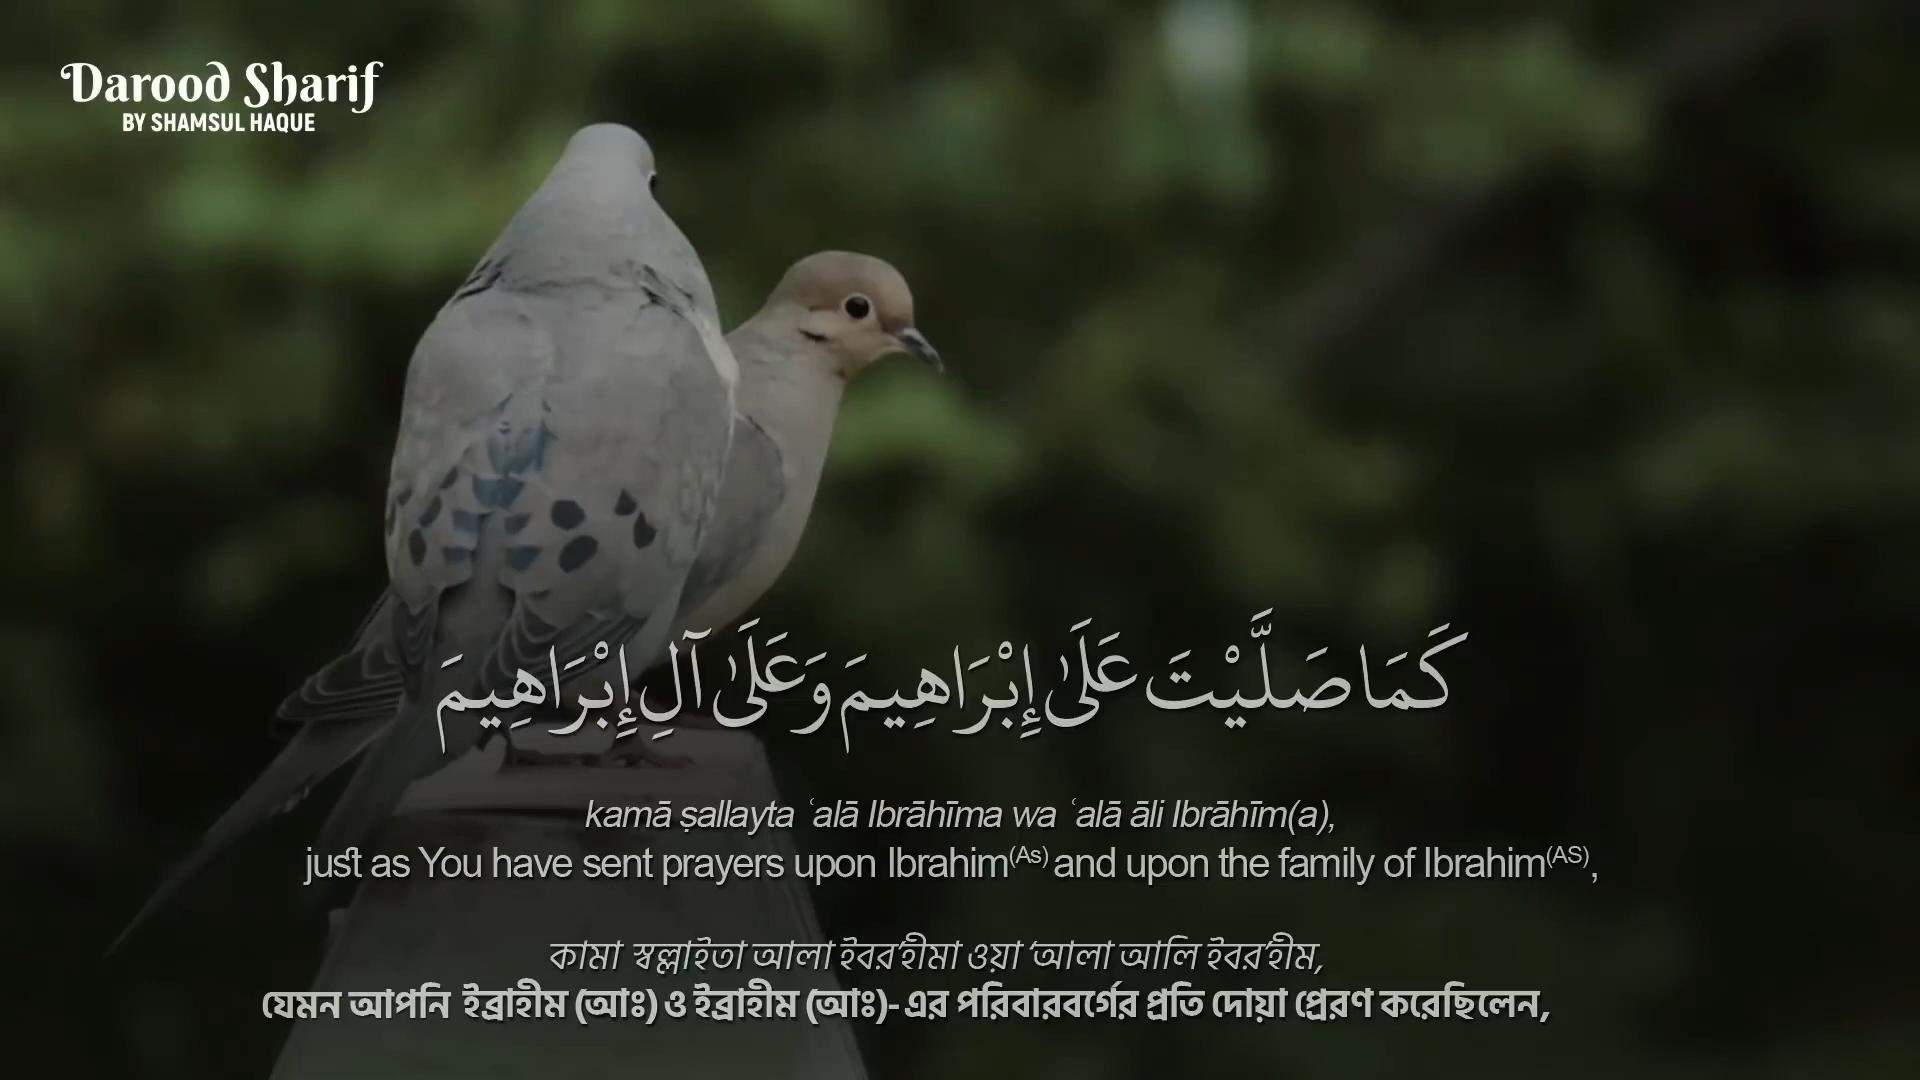 Darood Sharif
BY SHAMSUL HAQUE
كَمَا صَلَّيْتَ عَلَىٰ إِبْرَاهِيمَ وَعَلَىٰ آلِ إِبْرَاهِيمَ
kamā ṣallayta ʿalā Ibrāhīma wa ʿalā āli Ibrāhīm(a),
just as You have sent prayers upon Ibrahim(As) and upon the family of Ibrahim(AS),
কামা স্বল্লাইতা আলা ইবর’হীমা ওয়া ‘আলা আলি ইবর’হীম,
যেমন আপনি ইব্রাহীম (আঃ) ও ইব্রাহীম (আঃ)- এর পরিবারবর্গের প্রতি দোয়া প্রেরণ করেছিলেন,